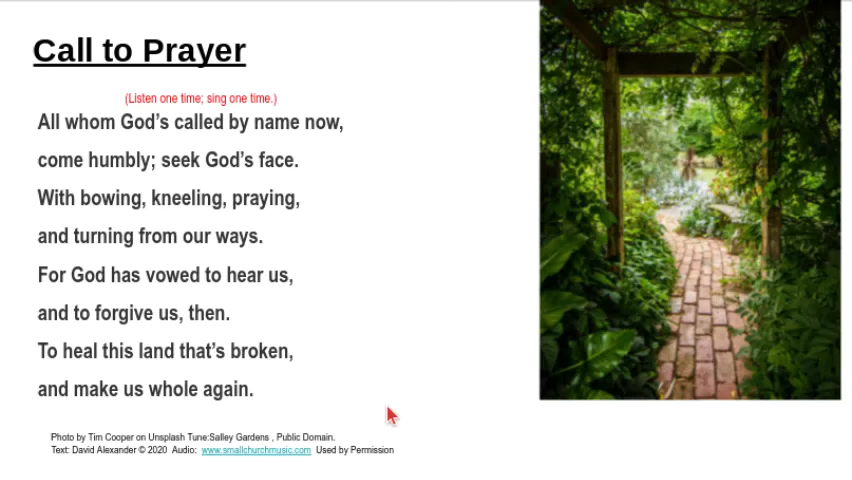 Call to Prayer
(Listen one time; sing one time.)
All whom God’s called by name now,
come humbly; seek God’s face.
With bowing, kneeling, praying,
and turning from our ways.
For God has vowed to hear us,
and to forgive us, then.
To heal this land that’s broken,
and make us whole again.
Photo by Tim Cooper on Unsplash Tune:Salley Gardens , Public Domain.
Text: David Alexander © 2020 Audio: www.smallchurchmusic.com Used by Permission